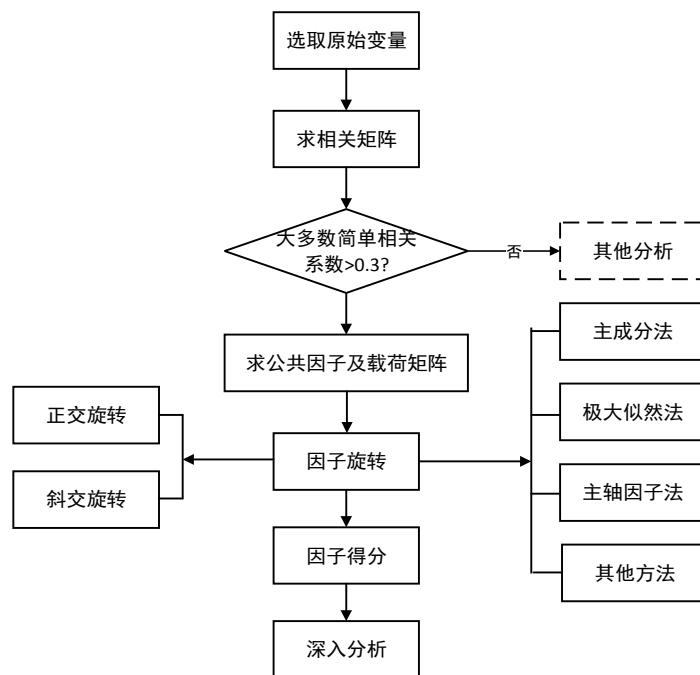 选取原始变量
求相关矩阵
大多数简单相关
系数>0.3?
否
其他分析
求公共因子及载荷矩阵
主成分法
极大似然法
主轴因子法
其他方法
正交旋转
斜交旋转
因子旋转
因子得分
深入分析